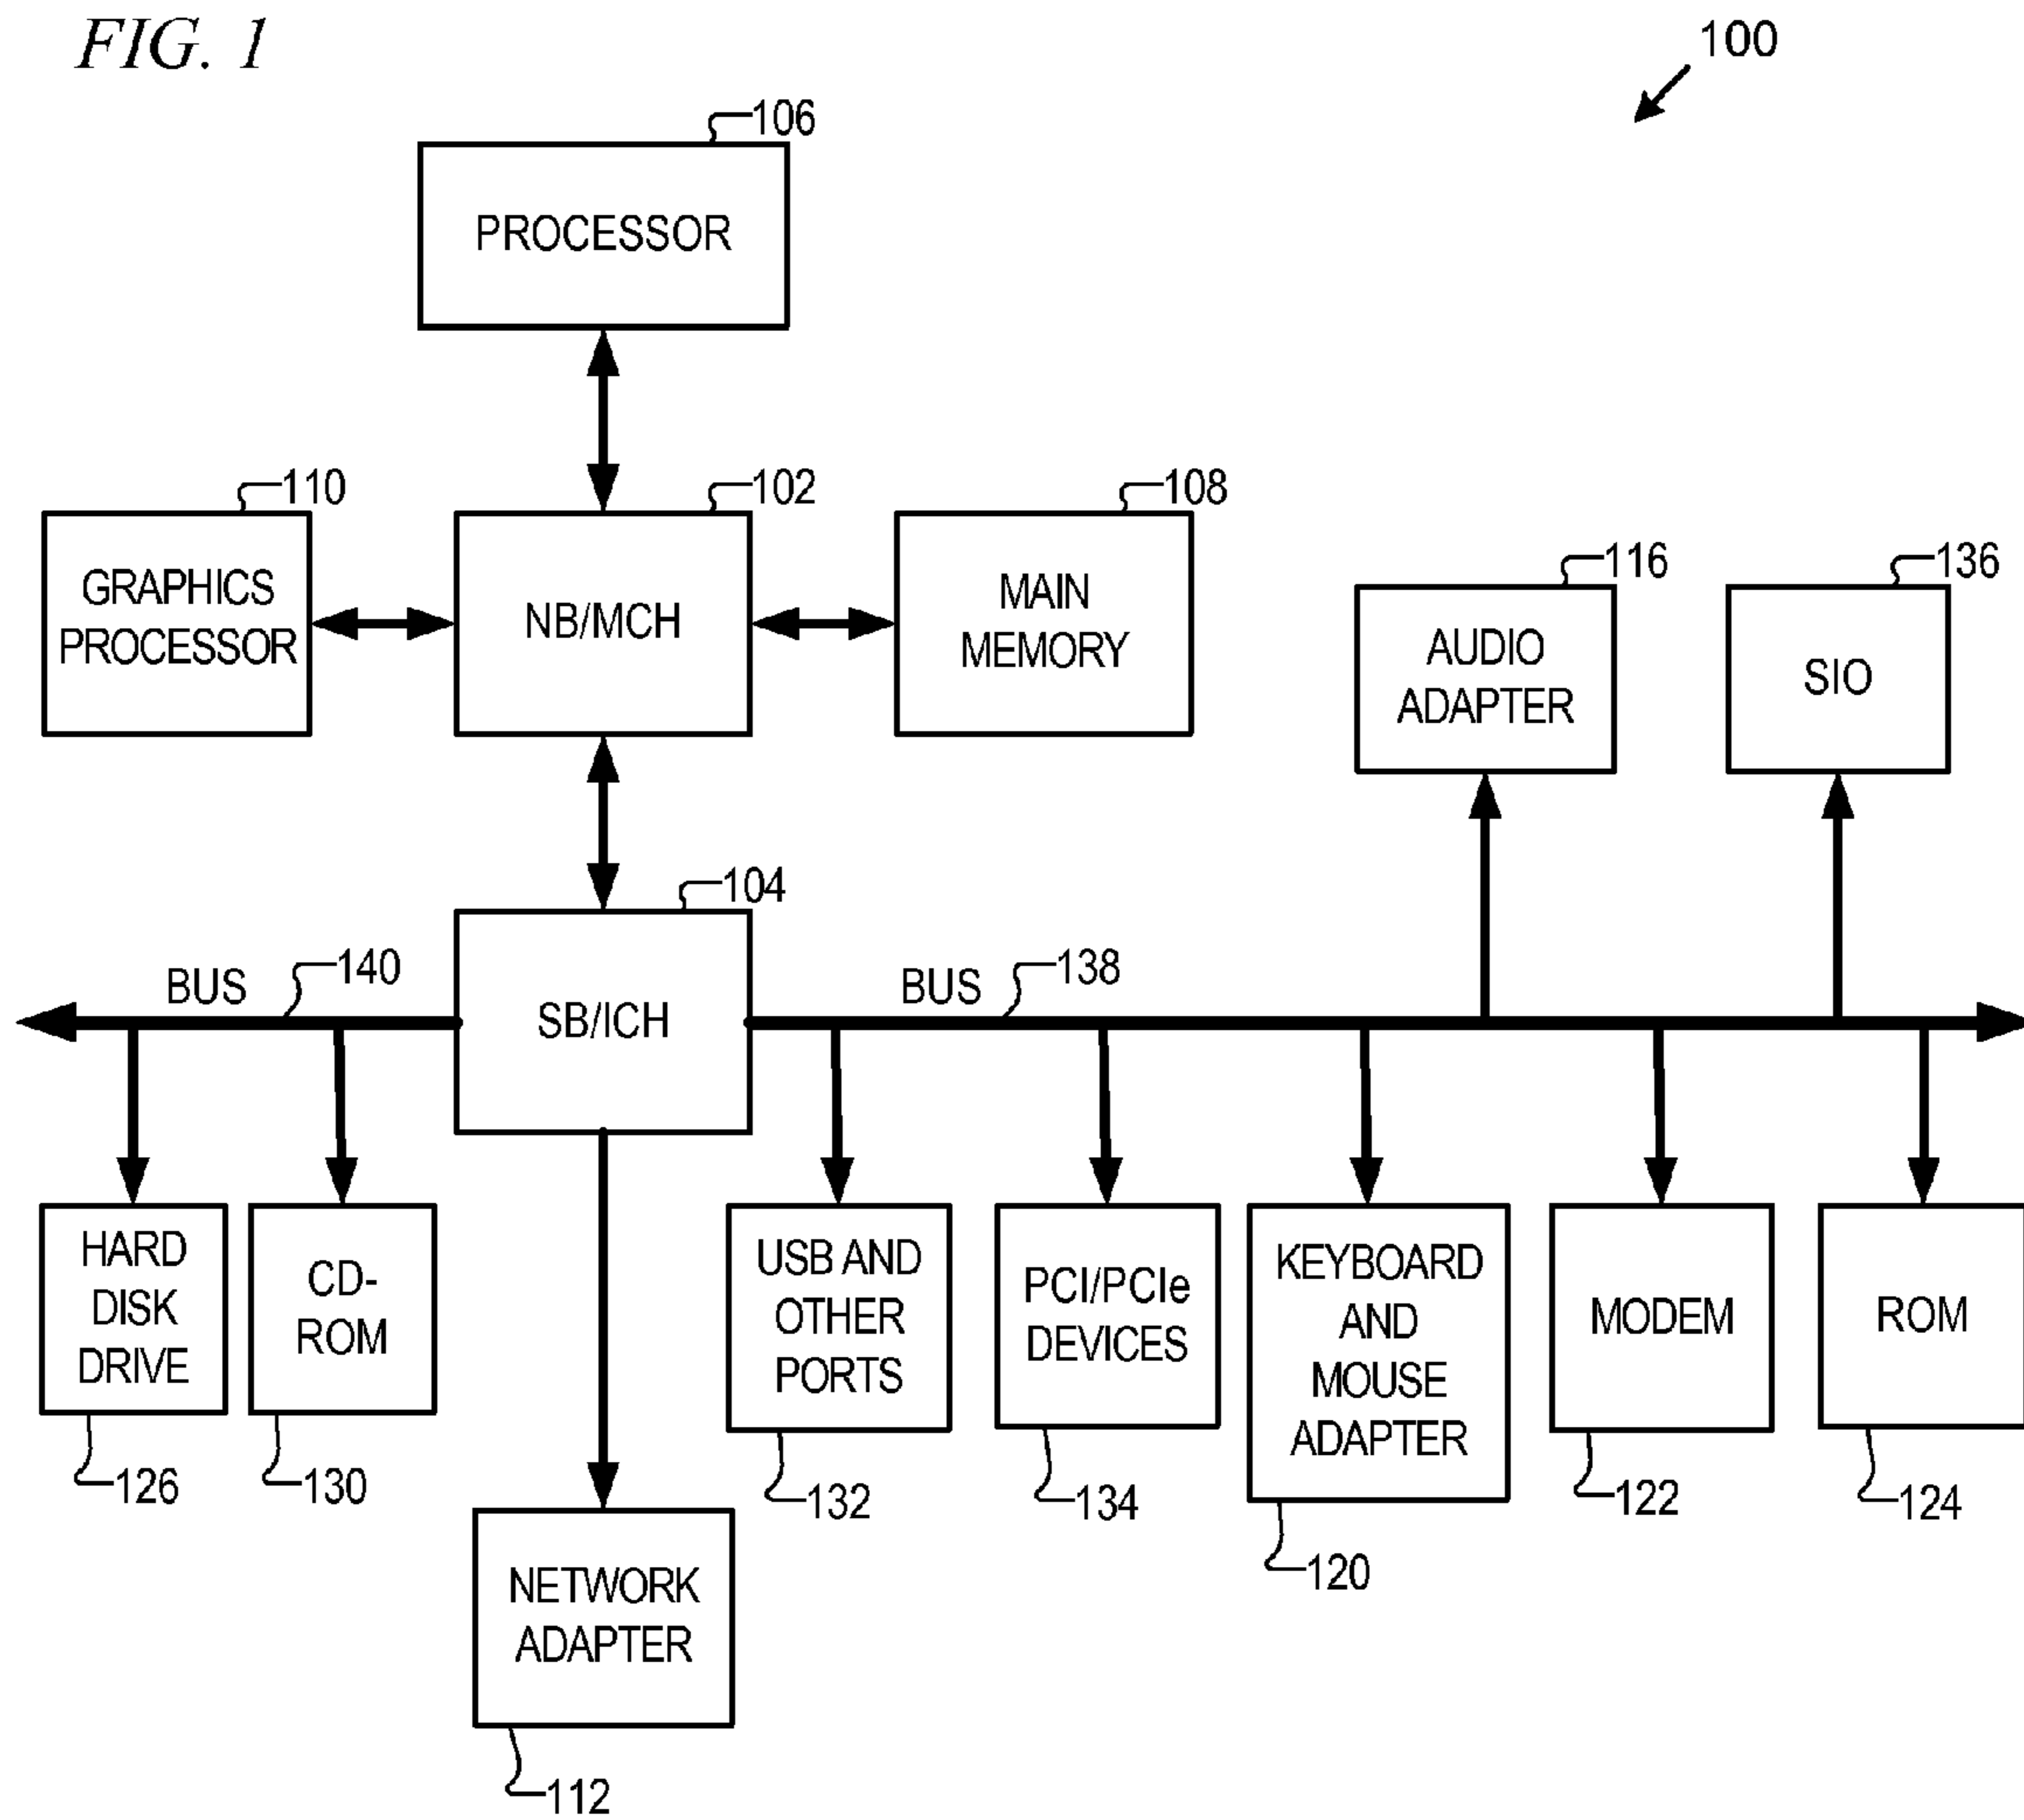 FIG. 1
100
106
PROCESSOR
110
102
108
GRAPHICS
PROCESSOR
NB/MCH
MAIN
MEMORY
116
136
AUDIO
ADAPTER
SIO
104
BUS
140
SB/ICH
BUS
138
HARD
DISK
DRIVE
CD-
ROM
USB AND
OTHER
PORTS
PCI/PCIe
DEVICES
KEYBOARD
AND
MOUSE
ADAPTER
MODEM
ROM
126
130
132
134
120
122
124
NETWORK
ADAPTER
112